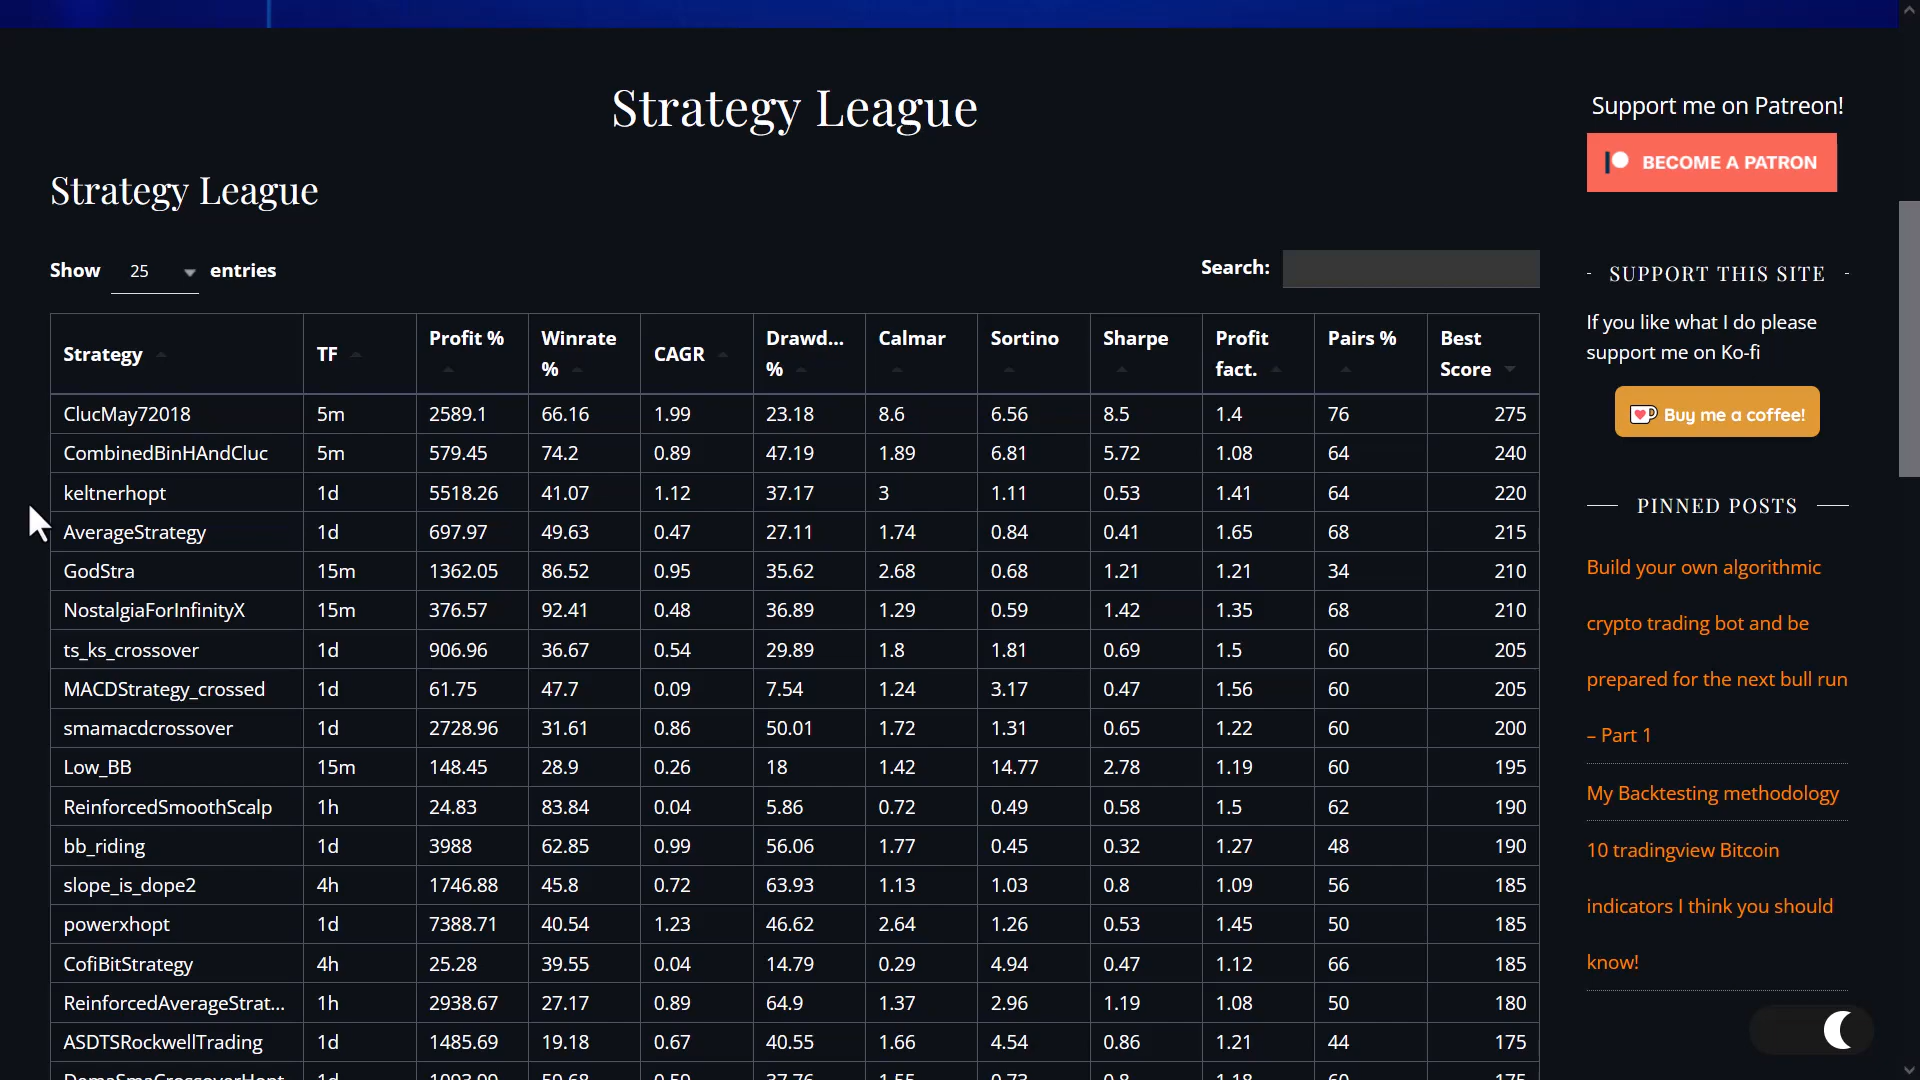 Strategy League
Strategy League
Show 25 entries
Search:
Strategy TF Profit % Winrate % CAGR Drawd... % Calmar Sortino Sharpe Profit fact. Pairs % Best Score
ClucMay72018 5m 2589.1 66.16 1.99 23.18 8.6 6.56 8.5 1.4 76 275
CombinedBinHAndCluc 5m 579.45 74.2 0.89 47.19 1.89 6.81 5.72 1.08 64 240
keltnerhopt 1d 5518.26 41.07 1.12 37.17 3 1.11 0.53 1.41 64 220
AverageStrategy 1d 697.97 49.63 0.47 27.11 1.74 0.84 0.41 1.65 68 215
GodStra 15m 1362.05 86.52 0.95 35.62 2.68 0.68 1.21 1.21 34 210
NostalgiaForInfinityX 15m 376.57 92.41 0.48 36.89 1.29 0.59 1.42 1.35 68 210
ts_ks_crossover 1d 906.96 36.67 0.54 29.89 1.8 1.81 0.69 1.5 60 205
MACDStrategy_crossed 1d 61.75 47.7 0.09 7.54 1.24 3.17 0.47 1.56 60 205
smamacdcrossover 1d 2728.96 31.61 0.86 50.01 1.72 1.31 0.65 1.22 60 200
Low_BB 15m 148.45 28.9 0.26 18 1.42 14.77 2.78 1.19 60 195
ReinforcedSmoothScalp 1h 24.83 83.84 0.04 5.86 0.72 0.49 0.58 1.5 62 190
bb_riding 1d 3988 62.85 0.99 56.06 1.77 0.45 0.32 1.27 48 190
slope_is_dope2 4h 1746.88 45.8 0.72 63.93 1.13 1.03 0.8 1.09 56 185
powerxhopt 1d 7388.71 40.54 1.23 46.62 2.64 1.26 0.53 1.45 50 185
CofiBitStrategy 4h 25.28 39.55 0.04 14.79 0.29 4.94 0.47 1.12 66 185
ReinforcedAverageStrat... 1h 2938.67 27.17 0.89 64.9 1.37 2.96 1.19 1.08 50 180
ASDTSRockwellTrading 1d 1485.69 19.18 0.67 40.55 1.66 4.54 0.86 1.21 44 175
Support me on Patreon!
BECOME A PATRON
SUPPORT THIS SITE
If you like what I do please
support me on Ko-fi
Buy me a coffee!
PINNED POSTS
Build your own algorithmic
crypto trading bot and be
prepared for the next bull run
– Part 1
My Backtesting methodology
10 tradingview Bitcoin
indicators I think you should
know!